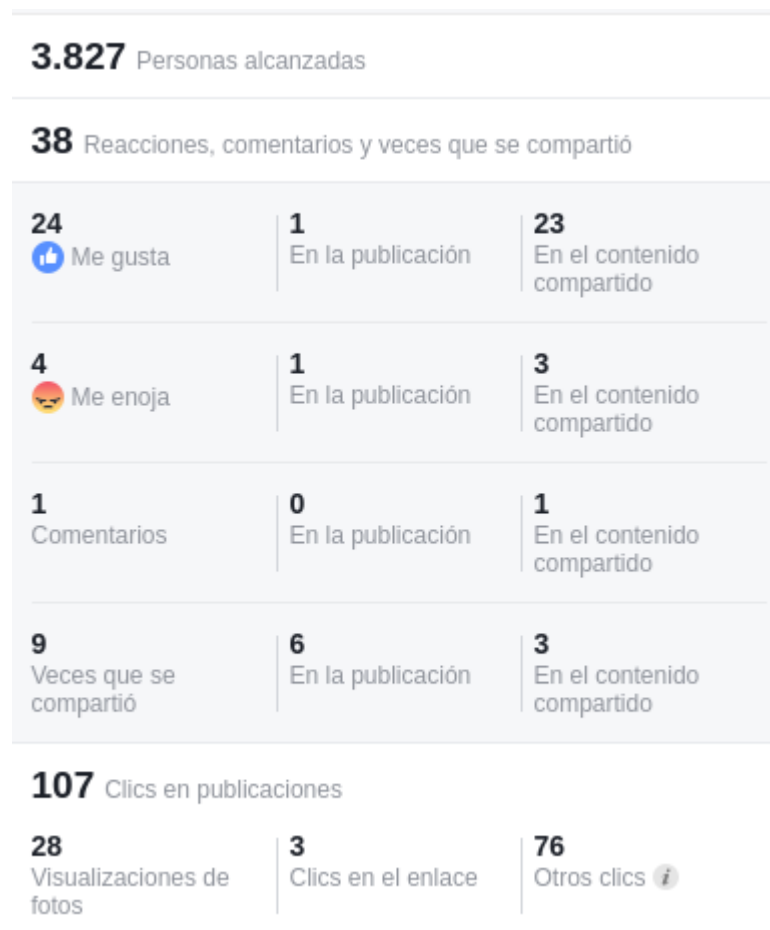 3.827 Personas alcanzadas
38 Reacciones, comentarios y veces que se compartió
24
Me gusta
1
En la publicación
23
En el contenido
compartido
4
Me enoja
1
En la publicación
3
En el contenido
compartido
1
Comentarios
0
En la publicación
1
En el contenido
compartido
9
Veces que se
compartió
6
En la publicación
3
En el contenido
compartido
107 Clics en publicaciones
28
Visualizaciones de
fotos
3
Clics en el enlace
76
Otros clics i